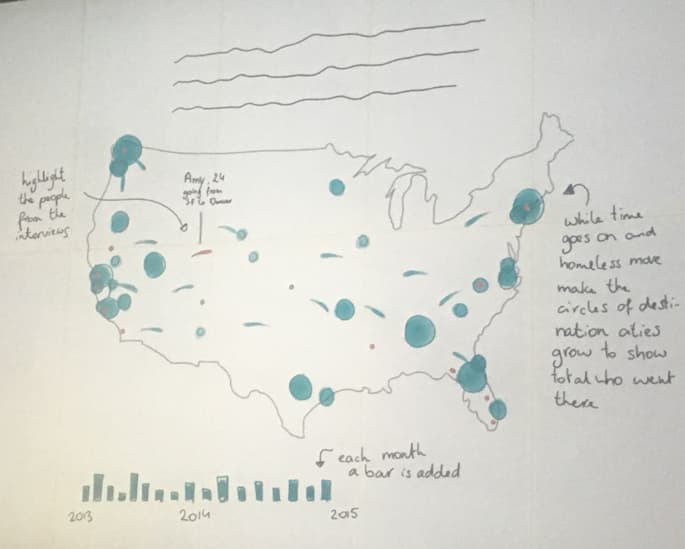 highlight
the people
from the
interviews
Amy, 24
going from
SF to Denver
while time
goes on and
homeless move
make the
circles of desti-
nation cities
grow to show
total who went
there
each month
a bar is added
2013
2014
2015